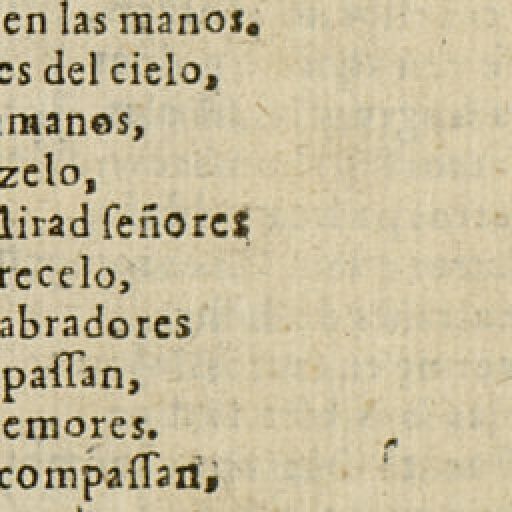 en las manos.
es del cielo,
manos,
zelo,
Mirad ſeñores
recelo,
abradores
paſſan,
emores.
compaſſan,